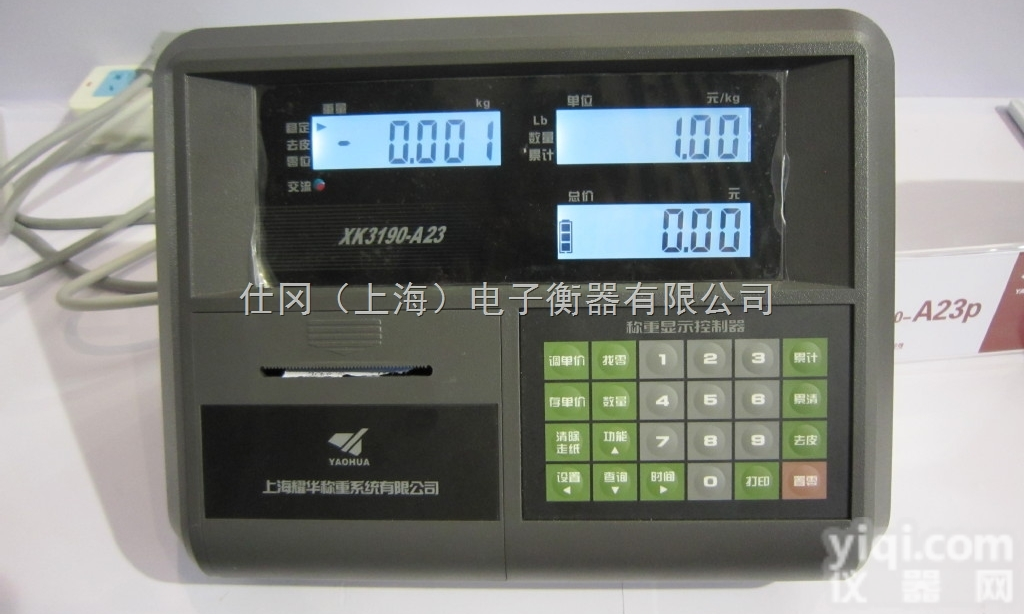 重量 kg
稳定
去皮
零位
- 0.001
交流
单位 元/kg
Lb
数量
累计
1.00
总价 元
0.00
XK3190-A23
仕冈（上海）电子衡器有限公司
0-A23p
称重显示控制器
调单价 找零 1 2 3 累计
存单价 数量 4 5 6 累清
清除走纸 功能 7 8 9 去皮
设置 查询 时间 0 打印 置零
YAOHUA
上海耀华称重系统有限公司
yiqi.com
仪器网